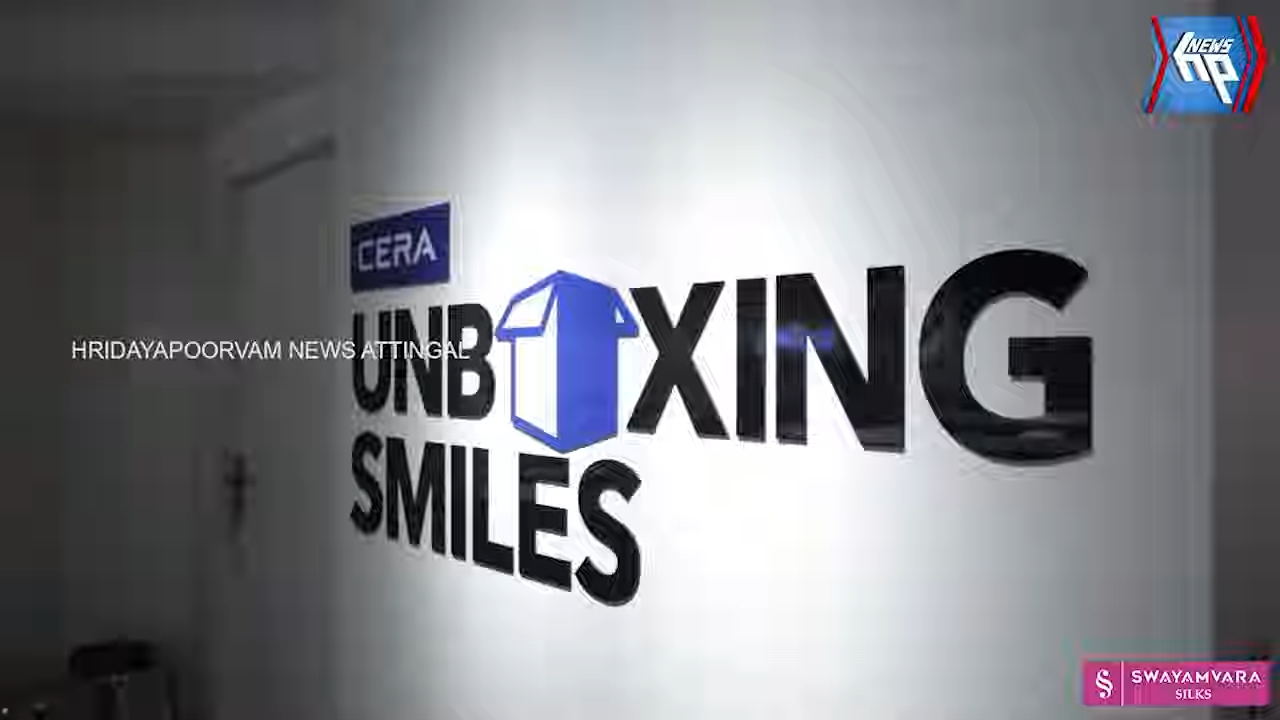 NEWS
hp
CERA
UNBOXING
HRIDAYAPOORVAM NEWS ATTINGAL
SMILES
SWAYAMVARA
SILKS